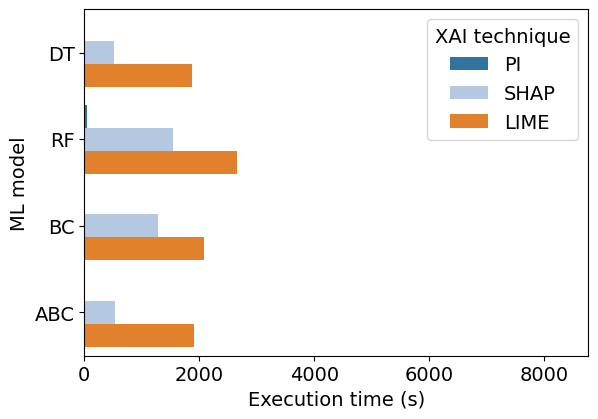 XAI technique
PI
SHAP
LIME
DT
RF
BC
ABC
ML model
0 2000 4000 6000 8000
Execution time (s)